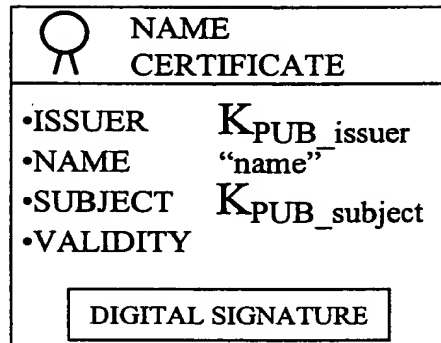 NAME
CERTIFICATE
•ISSUER K_PUB_issuer
•NAME “name”
•SUBJECT K_PUB_subject
•VALIDITY
DIGITAL SIGNATURE